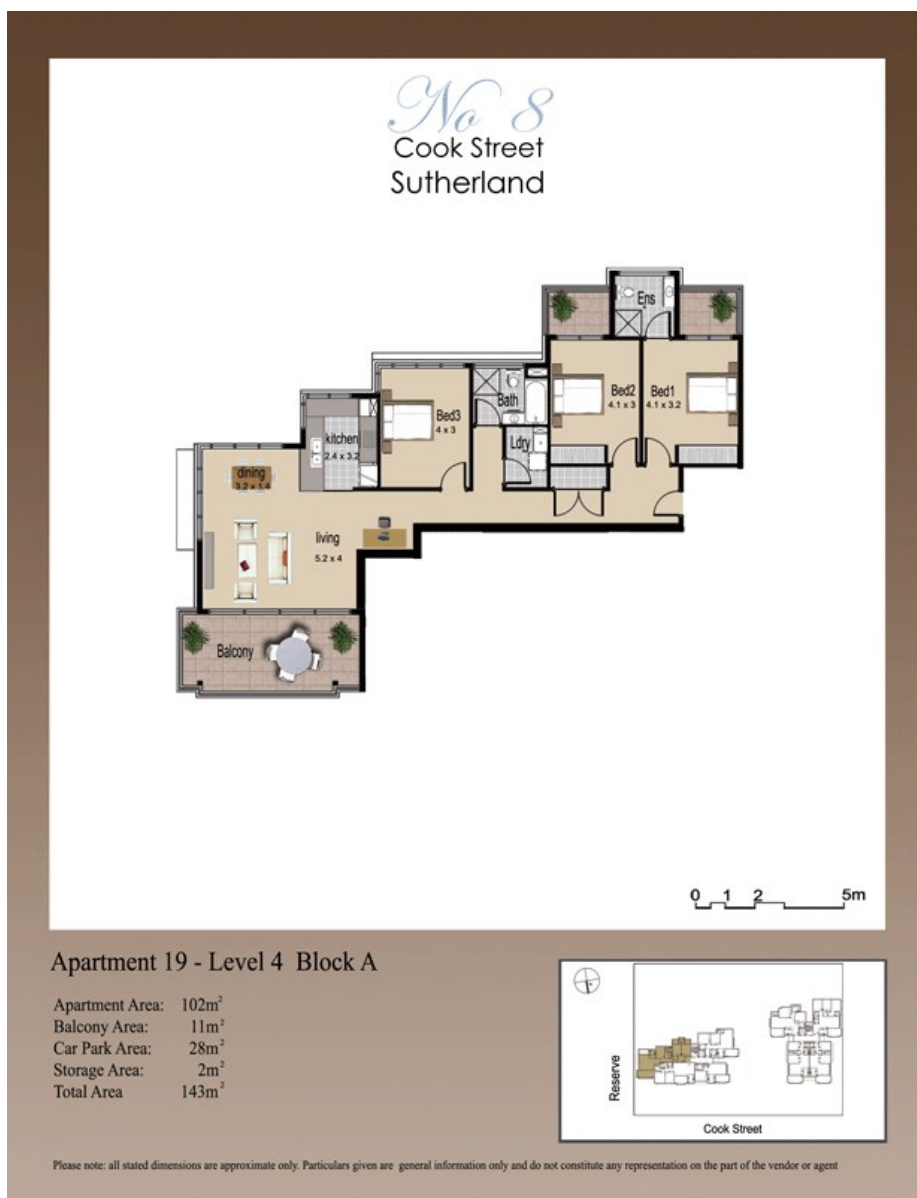 No 8
Cook Street
Sutherland
Ens
Bed2
4.1 x 3
Bed1
4.1 x 3.2
Bath
Bed3
4 x 3
Ldry
kitchen
2.4 x 3.2
dining
3.2 x 1.4
living
5.2 x 4
Balcony
0 1 2 5m
Apartment 19 - Level 4 Block A
Apartment Area: 102m²
Balcony Area: 11m²
Car Park Area: 28m²
Storage Area: 2m²
Total Area 143m²
Reserve
Cook Street
Please note: all stated dimensions are approximate only. Particulars given are general information only and do not constitute any representation on the part of the vendor or agent